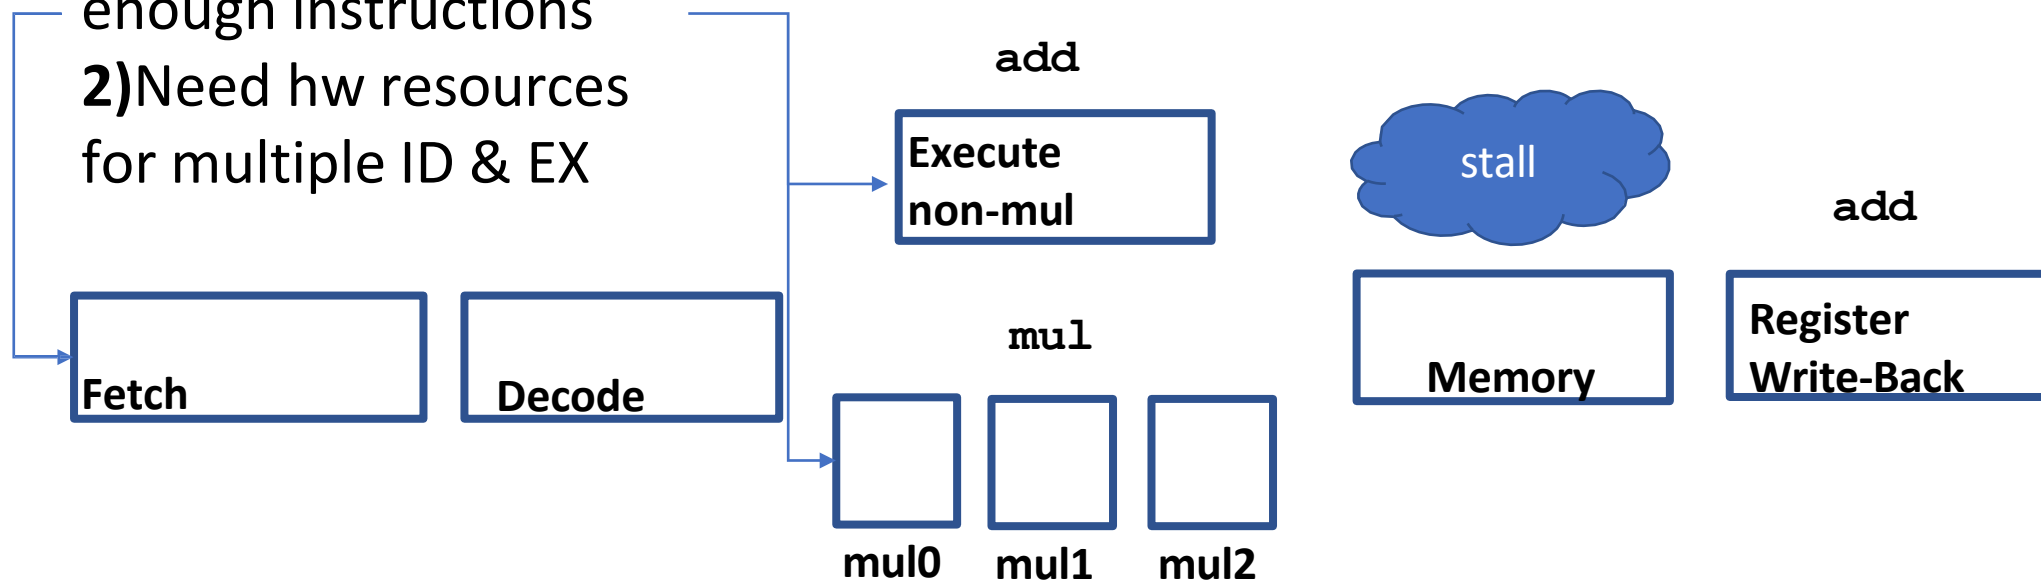 enough instructions
2)Need hw resources
for multiple ID & EX
add
Execute
non-mul
stall
add
Fetch
Decode
mul
Memory
Register
Write-Back
mul0
mul1
mul2